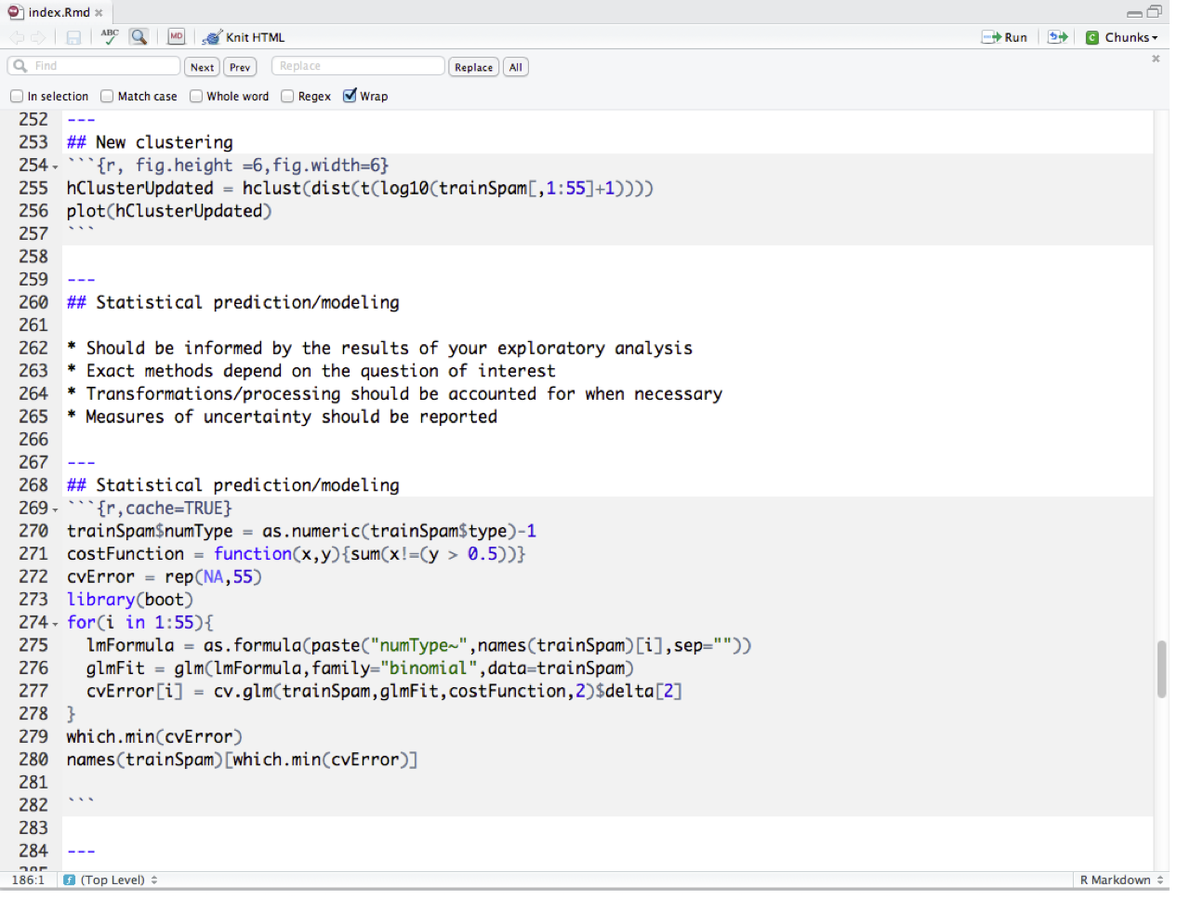 index.Rmd ×
ABC MD Knit HTML Run C Chunks
Find Next Prev Replace Replace All
In selection Match case Whole word Regex Wrap
252 ---
253 ## New clustering
254 ```{r, fig.height =6,fig.width=6}
255 hClusterUpdated = hclust(dist(t(log10(trainSpam[,1:55]+1))))
256 plot(hClusterUpdated)
257 ```
258
259 ---
260 ## Statistical prediction/modeling
261
262 * Should be informed by the results of your exploratory analysis
263 * Exact methods depend on the question of interest
264 * Transformations/processing should be accounted for when necessary
265 * Measures of uncertainty should be reported
266
267 ---
268 ## Statistical prediction/modeling
269 ```{r,cache=TRUE}
270 trainSpam$numType = as.numeric(trainSpam$type)-1
271 costFunction = function(x,y){sum(x!=(y > 0.5))}
272 cvError = rep(NA,55)
273 library(boot)
274 for(i in 1:55){
275   lmFormula = as.formula(paste("numType~",names(trainSpam)[i],sep=""))
276   glmFit = glm(lmFormula,family="binomial",data=trainSpam)
277   cvError[i] = cv.glm(trainSpam,glmFit,costFunction,2)$delta[2]
278 }
279 which.min(cvError)
280 names(trainSpam)[which.min(cvError)]
281
282 ```
283
284 ---
186:1 (Top Level) R Markdown